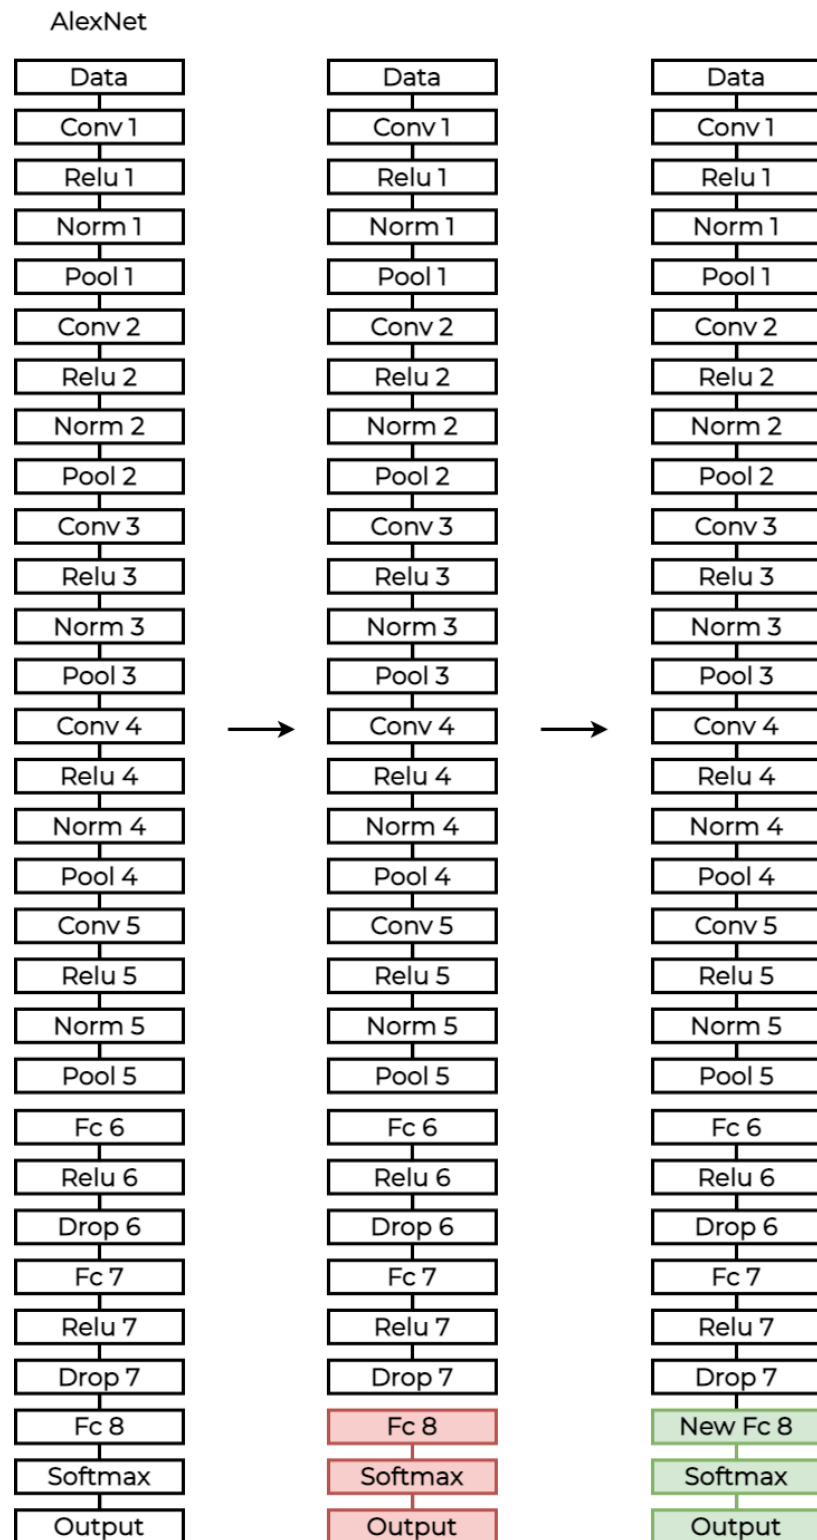 AlexNet
Data
Conv 1
Relu 1
Norm 1
Pool 1
Conv 2
Relu 2
Norm 2
Pool 2
Conv 3
Relu 3
Norm 3
Pool 3
Conv 4
Relu 4
Norm 4
Pool 4
Conv 5
Relu 5
Norm 5
Pool 5
Fc 6
Relu 6
Drop 6
Fc 7
Relu 7
Drop 7
Fc 8
Softmax
Output
Data
Conv 1
Relu 1
Norm 1
Pool 1
Conv 2
Relu 2
Norm 2
Pool 2
Conv 3
Relu 3
Norm 3
Pool 3
Conv 4
Relu 4
Norm 4
Pool 4
Conv 5
Relu 5
Norm 5
Pool 5
Fc 6
Relu 6
Drop 6
Fc 7
Relu 7
Drop 7
Fc 8
Softmax
Output
Data
Conv 1
Relu 1
Norm 1
Pool 1
Conv 2
Relu 2
Norm 2
Pool 2
Conv 3
Relu 3
Norm 3
Pool 3
Conv 4
Relu 4
Norm 4
Pool 4
Conv 5
Relu 5
Norm 5
Pool 5
Fc 6
Relu 6
Drop 6
Fc 7
Relu 7
Drop 7
New Fc 8
Softmax
Output